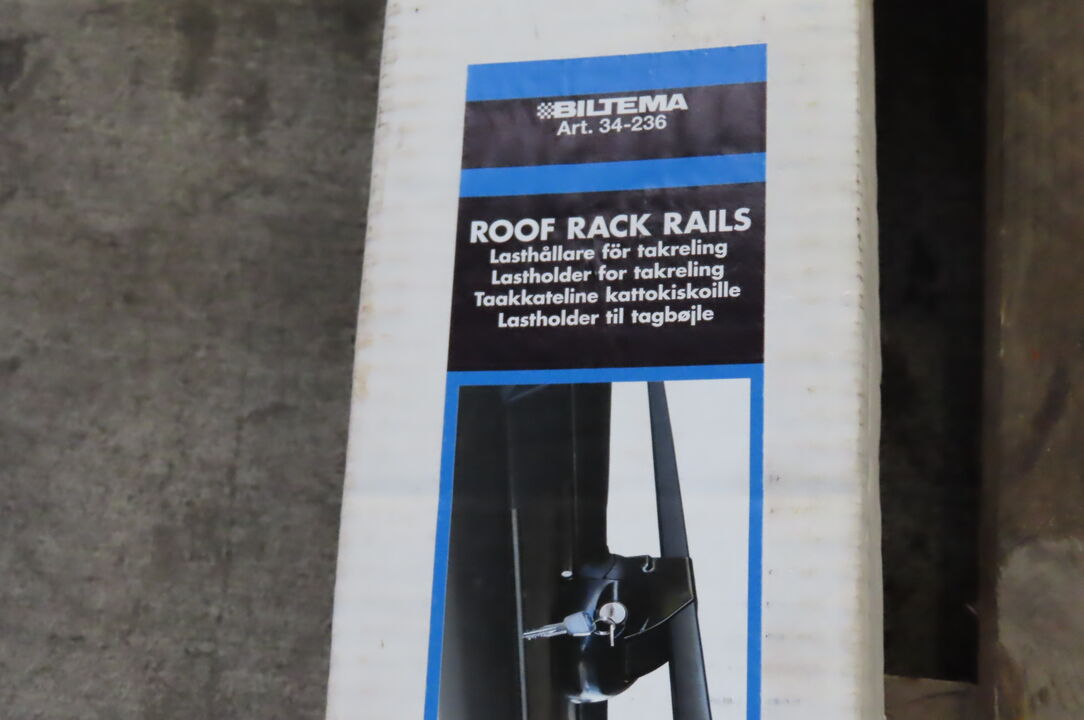 BILTEMA
Art. 34-236
ROOF RACK RAILS
Lasthållare för takreling
Lastholder for takreling
Taakkateline kattokiskoille
Lastholder til tagbøjle